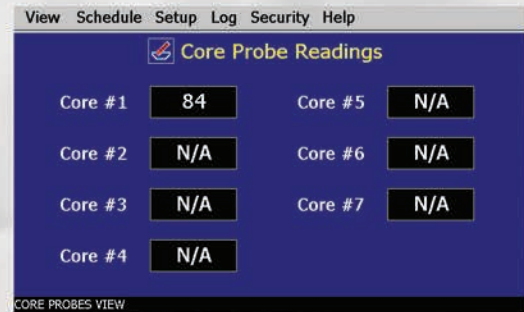 View Schedule Setup Log Security Help
Core Probe Readings
Core #1 84 Core #5 N/A
Core #2 N/A Core #6 N/A
Core #3 N/A Core #7 N/A
Core #4 N/A
CORE PROBES VIEW